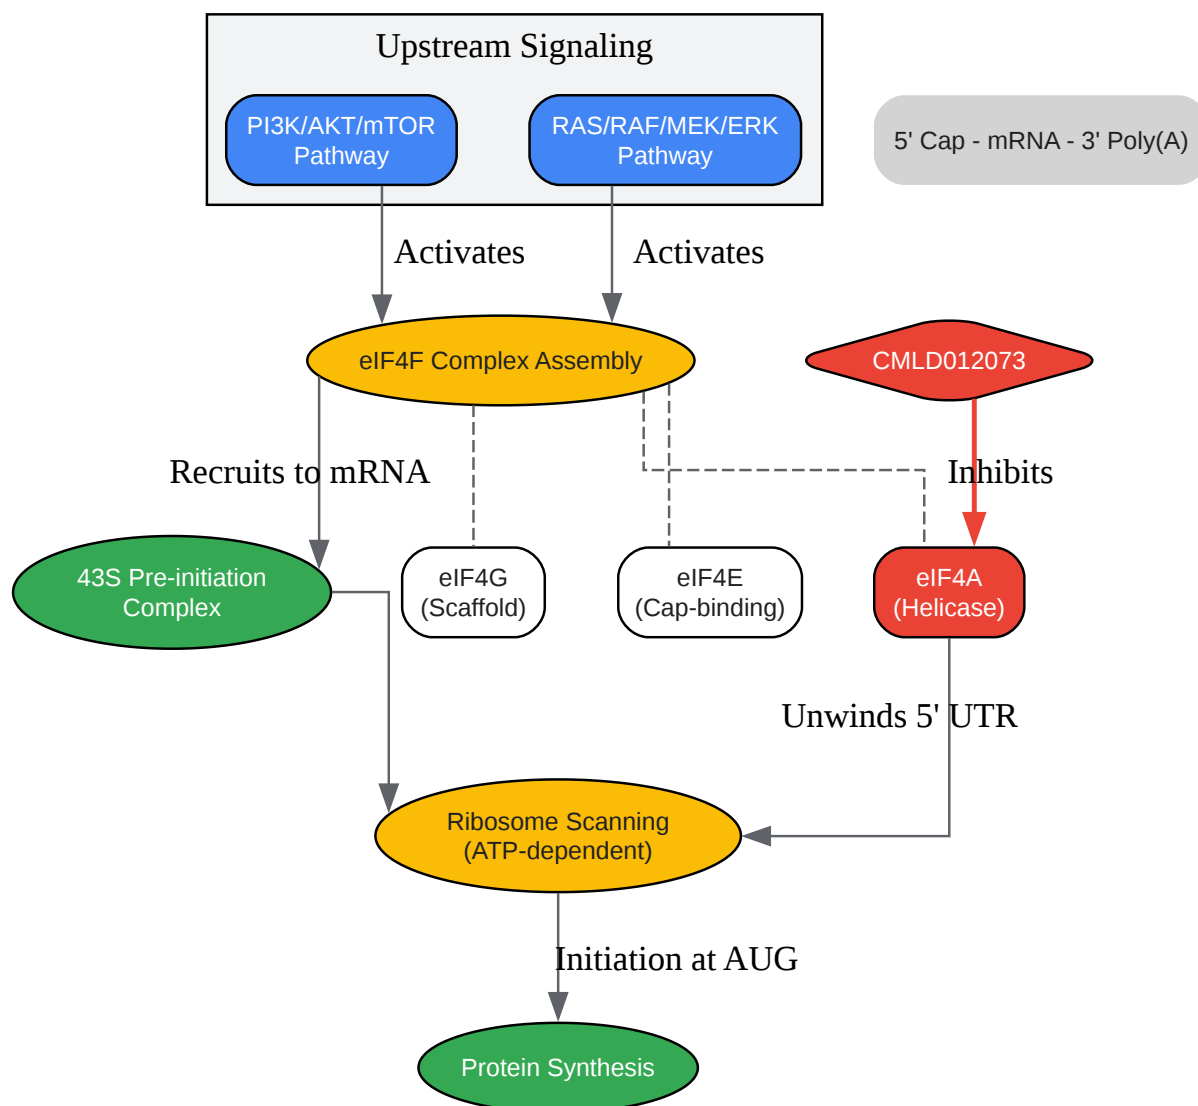 Upstream Signaling
PI3K/AKT/mTOR
Pathway
RAS/RAF/MEK/ERK
Pathway
5' Cap - mRNA - 3' Poly(A)
Activates
Activates
eIF4F Complex Assembly
CMLD012073
Recruits to mRNA
Inhibits
43S Pre-initiation
Complex
eIF4G
(Scaffold)
eIF4E
(Cap-binding)
eIF4A
(Helicase)
Unwinds 5' UTR
Ribosome Scanning
(ATP-dependent)
Initiation at AUG
Protein Synthesis